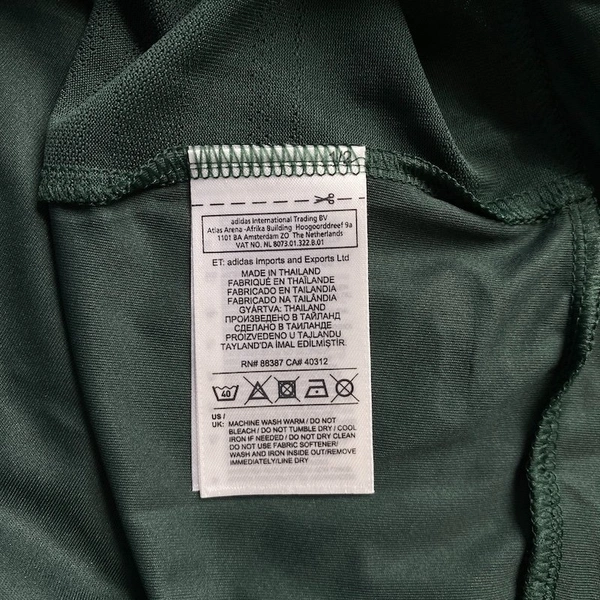 1/2
adidas International Trading BV
Atlas Arena -Afrika Building Hoogoorddreef 9a
1101 BA Amsterdam ZO The Netherlands
VAT NO. NL 8073.01.322.B.01
ET: adidas Imports and Exports Ltd
MADE IN THAILAND
FABRIQUÉ EN THAÏLANDE
FABRICADO EN TAILANDIA
FABRICADO NA TAILÂNDIA
GYÁRTVA: THAILAND
ПРОИЗВЕДЕНО В ТАЙЛАНД
СДЕЛАНО В ТАИЛАНДЕ
PROIZVEDENO U TAJLANDU
TAYLAND'DA İMAL EDİLMİŞTİR.
RN# 88387 CA# 40312
40
US /
UK: MACHINE WASH WARM / DO NOT
BLEACH / DO NOT TUMBLE DRY / COOL
IRON IF NEEDED / DO NOT DRY CLEAN
DO NOT USE FABRIC SOFTENER/
WASH AND IRON INSIDE OUT/REMOVE
IMMEDIATELY/LINE DRY